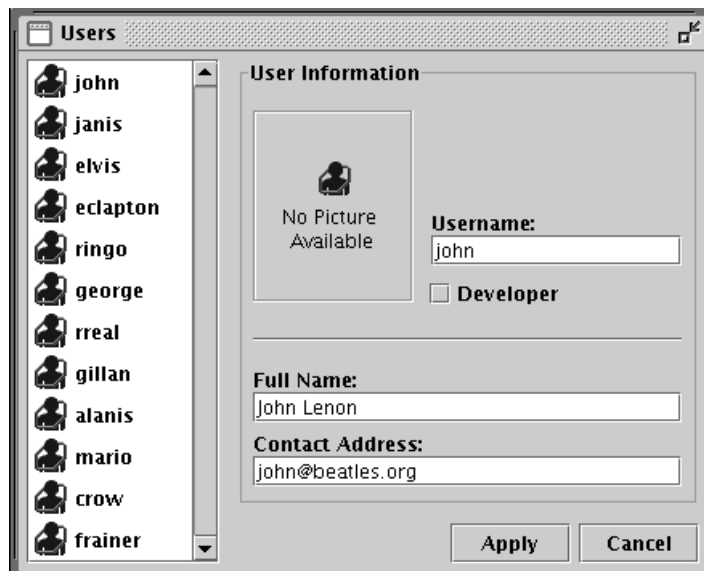 Users
john
janis
elvis
eclapton
ringo
george
rreal
gillan
alanis
mario
crow
frainer
User Information
No Picture
Available
Username:
john
Developer
Full Name:
John Lenon
Contact Address:
john@beatles.org
Apply
Cancel